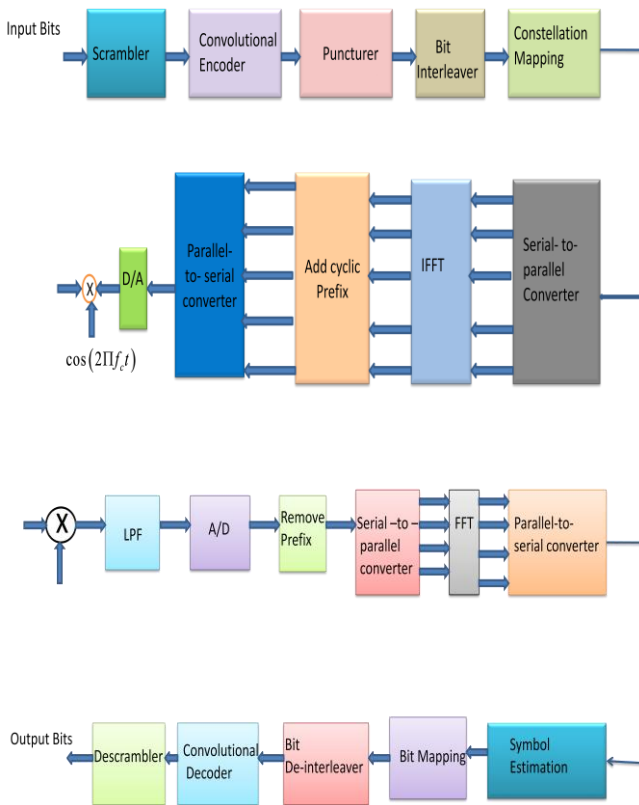 Input Bits
Scrambler
Convolutional
Encoder
Puncturer
Bit
Interleaver
Constellation
Mapping
Serial- to-
parallel
Converter
IFFT
Add cyclic
Prefix
Parallel-
to- serial
converter
D/A
X
cos(2Πf_c t)
X
LPF
A/D
Remove
Prefix
Serial –to –
parallel
converter
FFT
Parallel-to-
serial converter
Symbol
Estimation
Bit Mapping
Bit
De-interleaver
Convolutional
Decoder
Descrambler
Output Bits